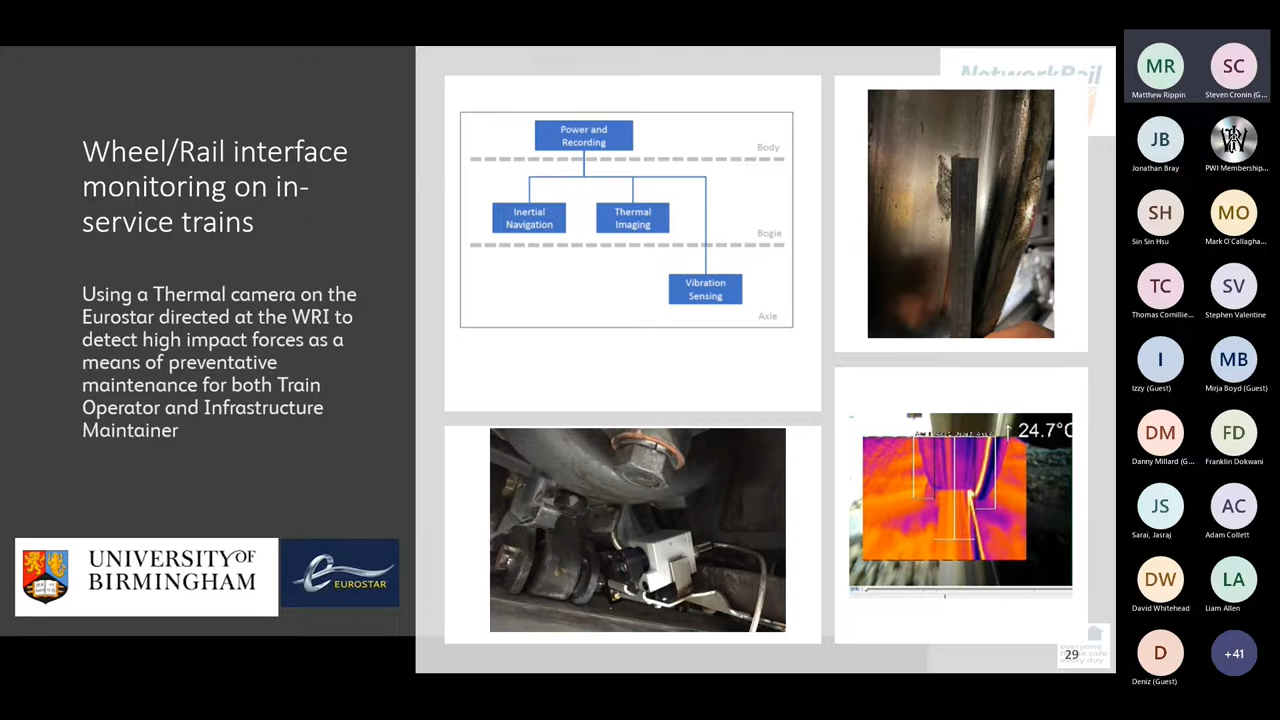 Wheel/Rail interface
monitoring on in-
service trains
Using a Thermal camera on the
Eurostar directed at the WRI to
detect high impact forces as a
means of preventative
maintenance for both Train
Operator and Infrastructure
Maintainer
UNIVERSITY OF
BIRMINGHAM
EUROSTAR
NetworkRail
Power and
Recording
Body
Inertial
Navigation
Thermal
Imaging
Bogie
Vibration
Sensing
Axle
↑ 24.7°C
everyone
home safe
every day
29
MR
Matthew Rippin
SC
Steven Cronin (G...
JB
Jonathan Bray
PWI Membership...
SH
Sin Sin Hsu
MO
Mark O'Callagha...
TC
Thomas Cornillie...
SV
Stephen Valentine
I
Izzy (Guest)
MB
Mirja Boyd (Guest)
DM
Danny Millard (G...
FD
Franklin Dokwani
JS
Sarai, Jasraj
AC
Adam Collett
DW
David Whitehead
LA
Liam Allen
D
Deniz (Guest)
+41